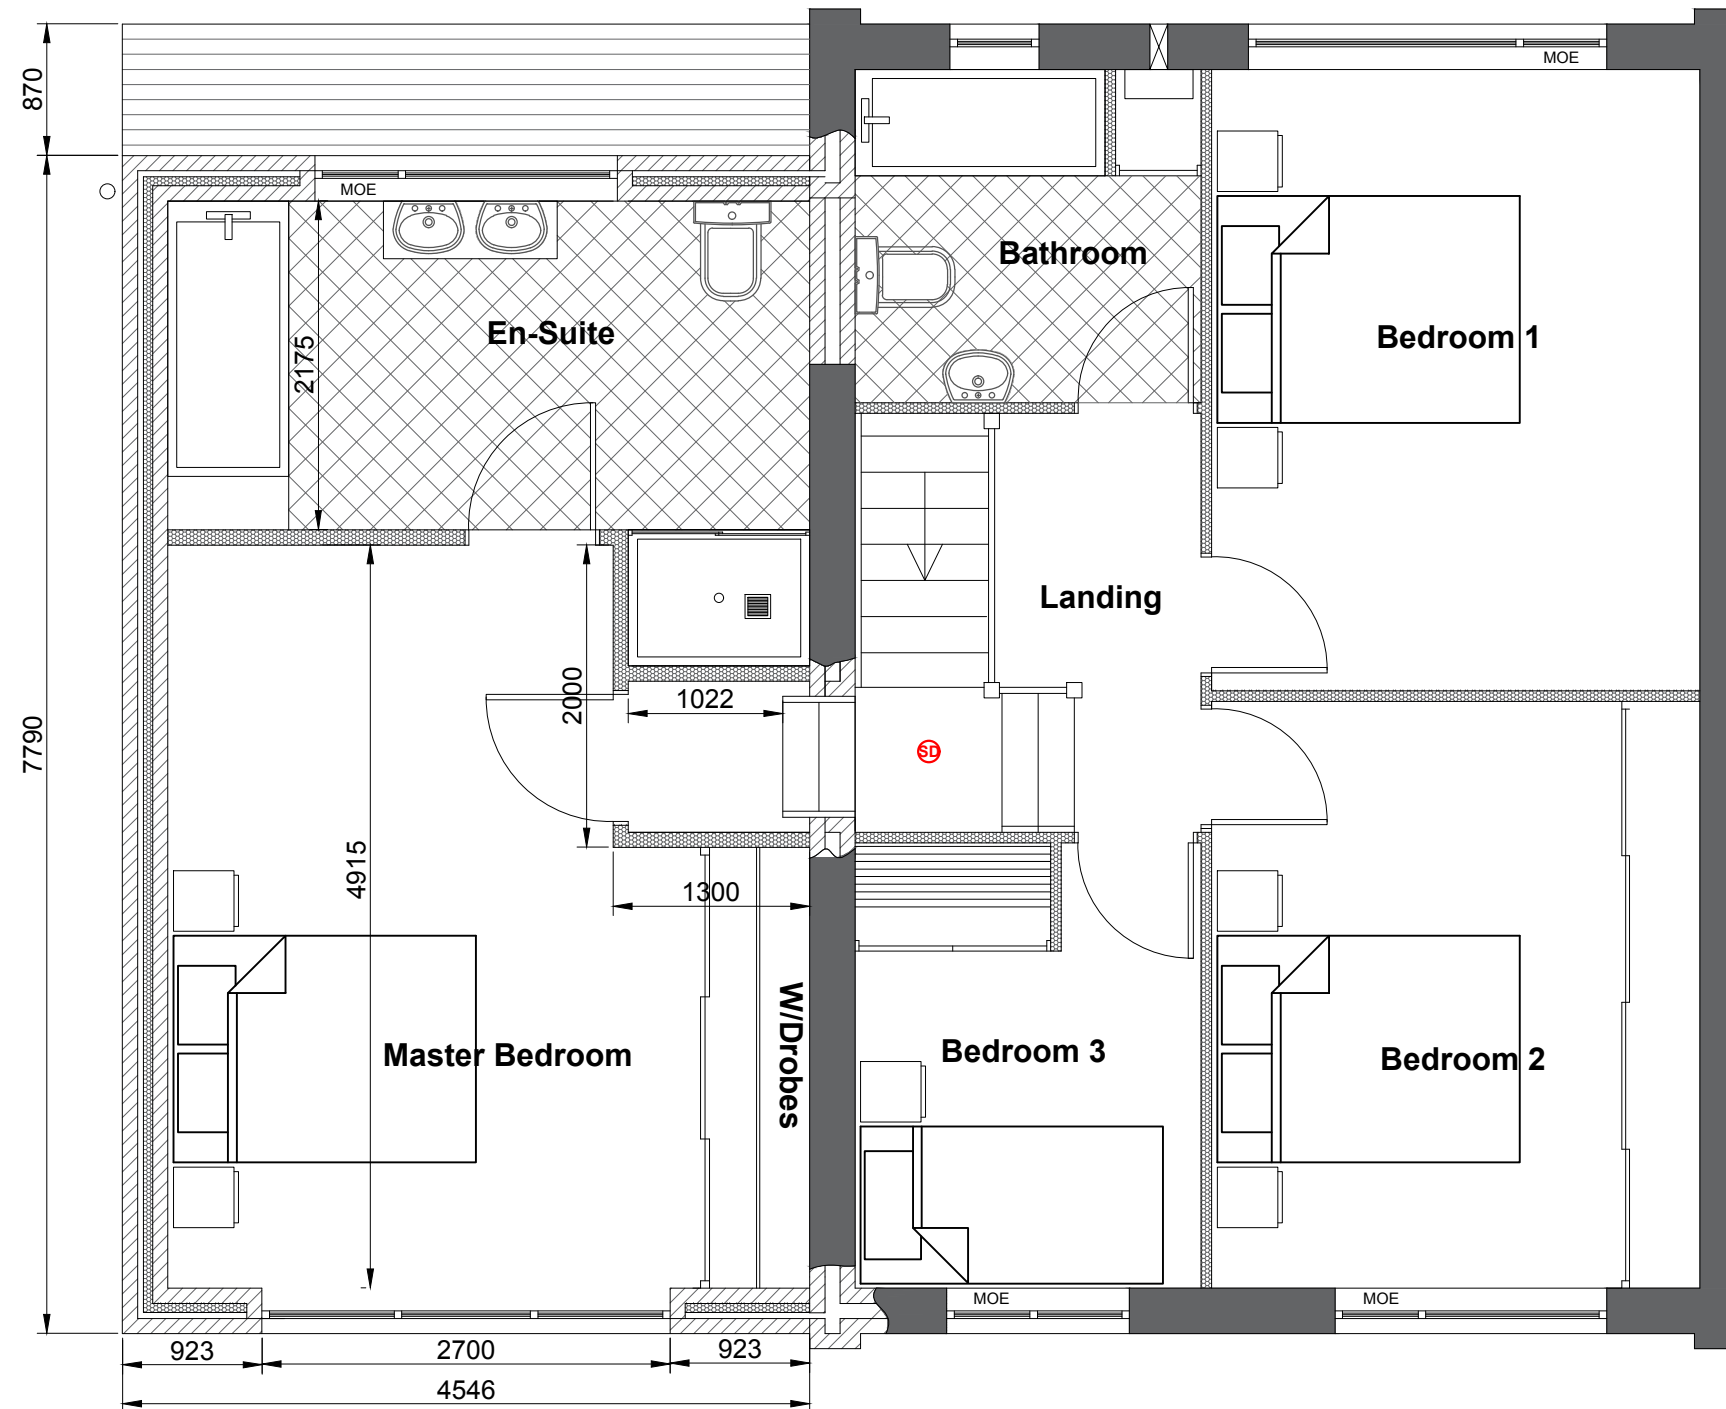 870
MOE
MOE
Bathroom
En-Suite
Bedroom 1
2175
Landing
2000
1022
SD
7790
4915
1300
W/Drobes
Master Bedroom
Bedroom 3
Bedroom 2
MOE
MOE
923
2700
923
4546